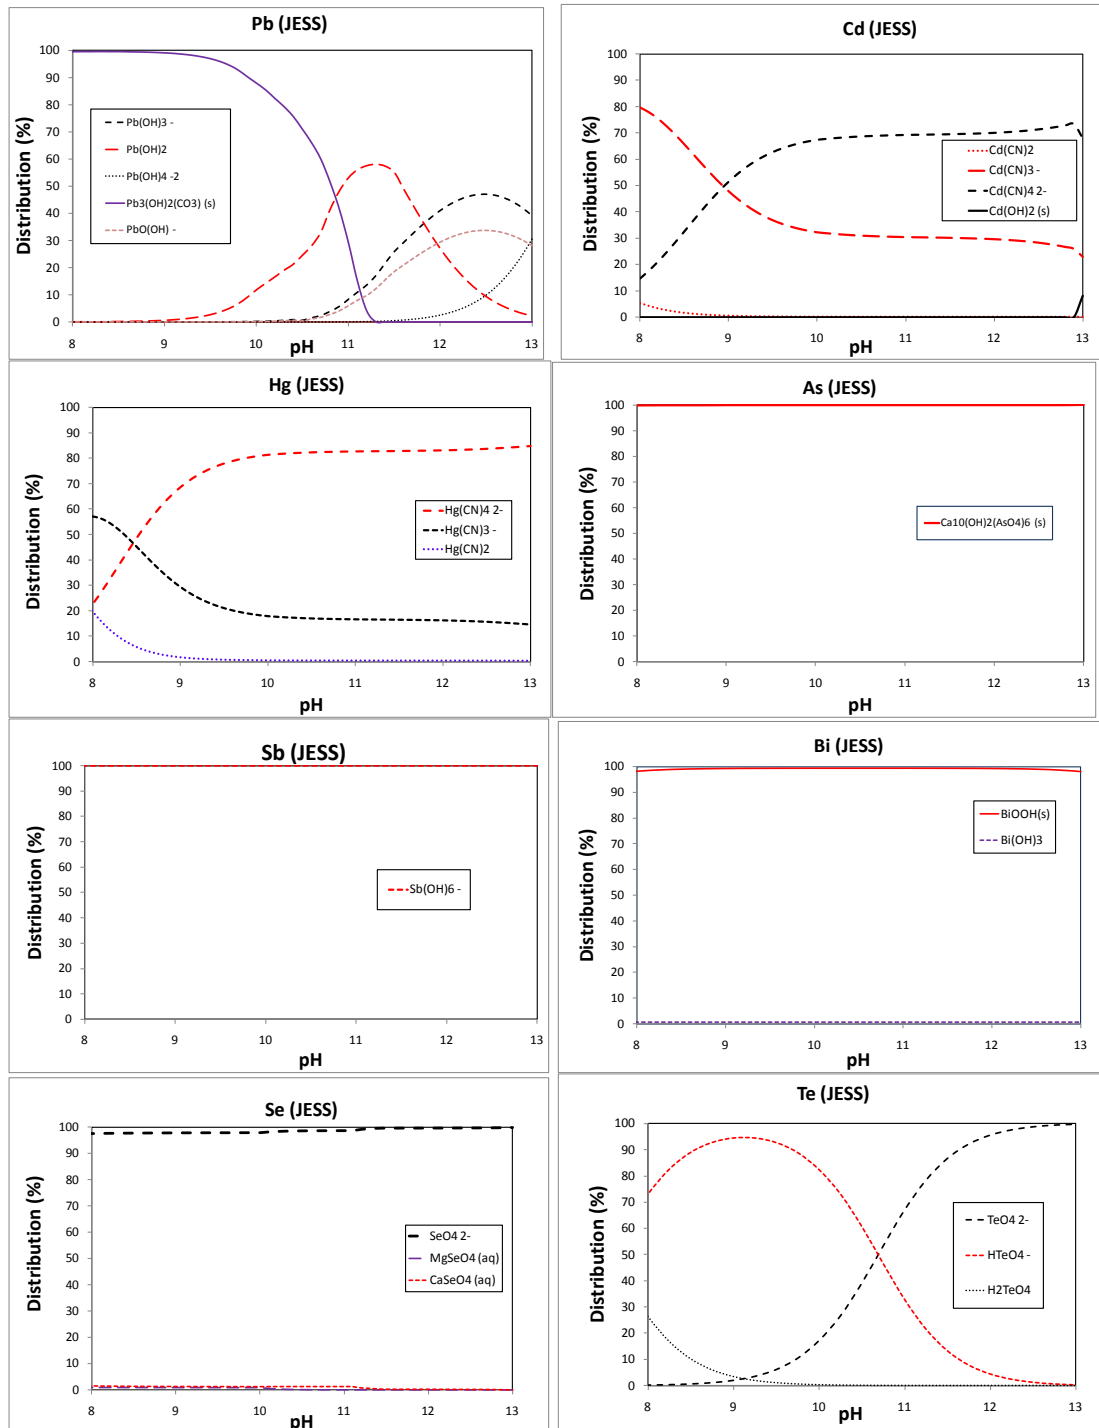 Pb (JESS)
Distribution (%)
100
90
80
70
60
50
40
30
20
10
0
8
9
10
11
12
13
pH
Pb(OH)3 -
Pb(OH)2
Pb(OH)4 -2
Pb3(OH)2(CO3) (s)
PbO(OH) -
Cd (JESS)
Distribution (%)
100
90
80
70
60
50
40
30
20
10
0
8
9
10
11
12
13
pH
Cd(CN)2
Cd(CN)3 -
Cd(CN)4 2-
Cd(OH)2 (s)
Hg (JESS)
Distribution (%)
100
90
80
70
60
50
40
30
20
10
0
8
9
10
11
12
13
pH
Hg(CN)4 2-
Hg(CN)3 -
Hg(CN)2
As (JESS)
Distribution (%)
100
90
80
70
60
50
40
30
20
10
0
8
9
10
11
12
13
pH
Ca10(OH)2(AsO4)6 (s)
Sb (JESS)
Distribution (%)
100
90
80
70
60
50
40
30
20
10
0
8
9
10
11
12
13
pH
Sb(OH)6 -
Bi (JESS)
Distribution (%)
100
90
80
70
60
50
40
30
20
10
0
8
9
10
11
12
13
pH
BiOOH(s)
Bi(OH)3
Se (JESS)
Distribution (%)
100
90
80
70
60
50
40
30
20
10
0
8
9
10
11
12
13
pH
SeO4 2-
MgSeO4 (aq)
CaSeO4 (aq)
Te (JESS)
Distribution (%)
100
90
80
70
60
50
40
30
20
10
0
8
9
10
11
12
13
pH
TeO4 2-
HTeO4 -
H2TeO4